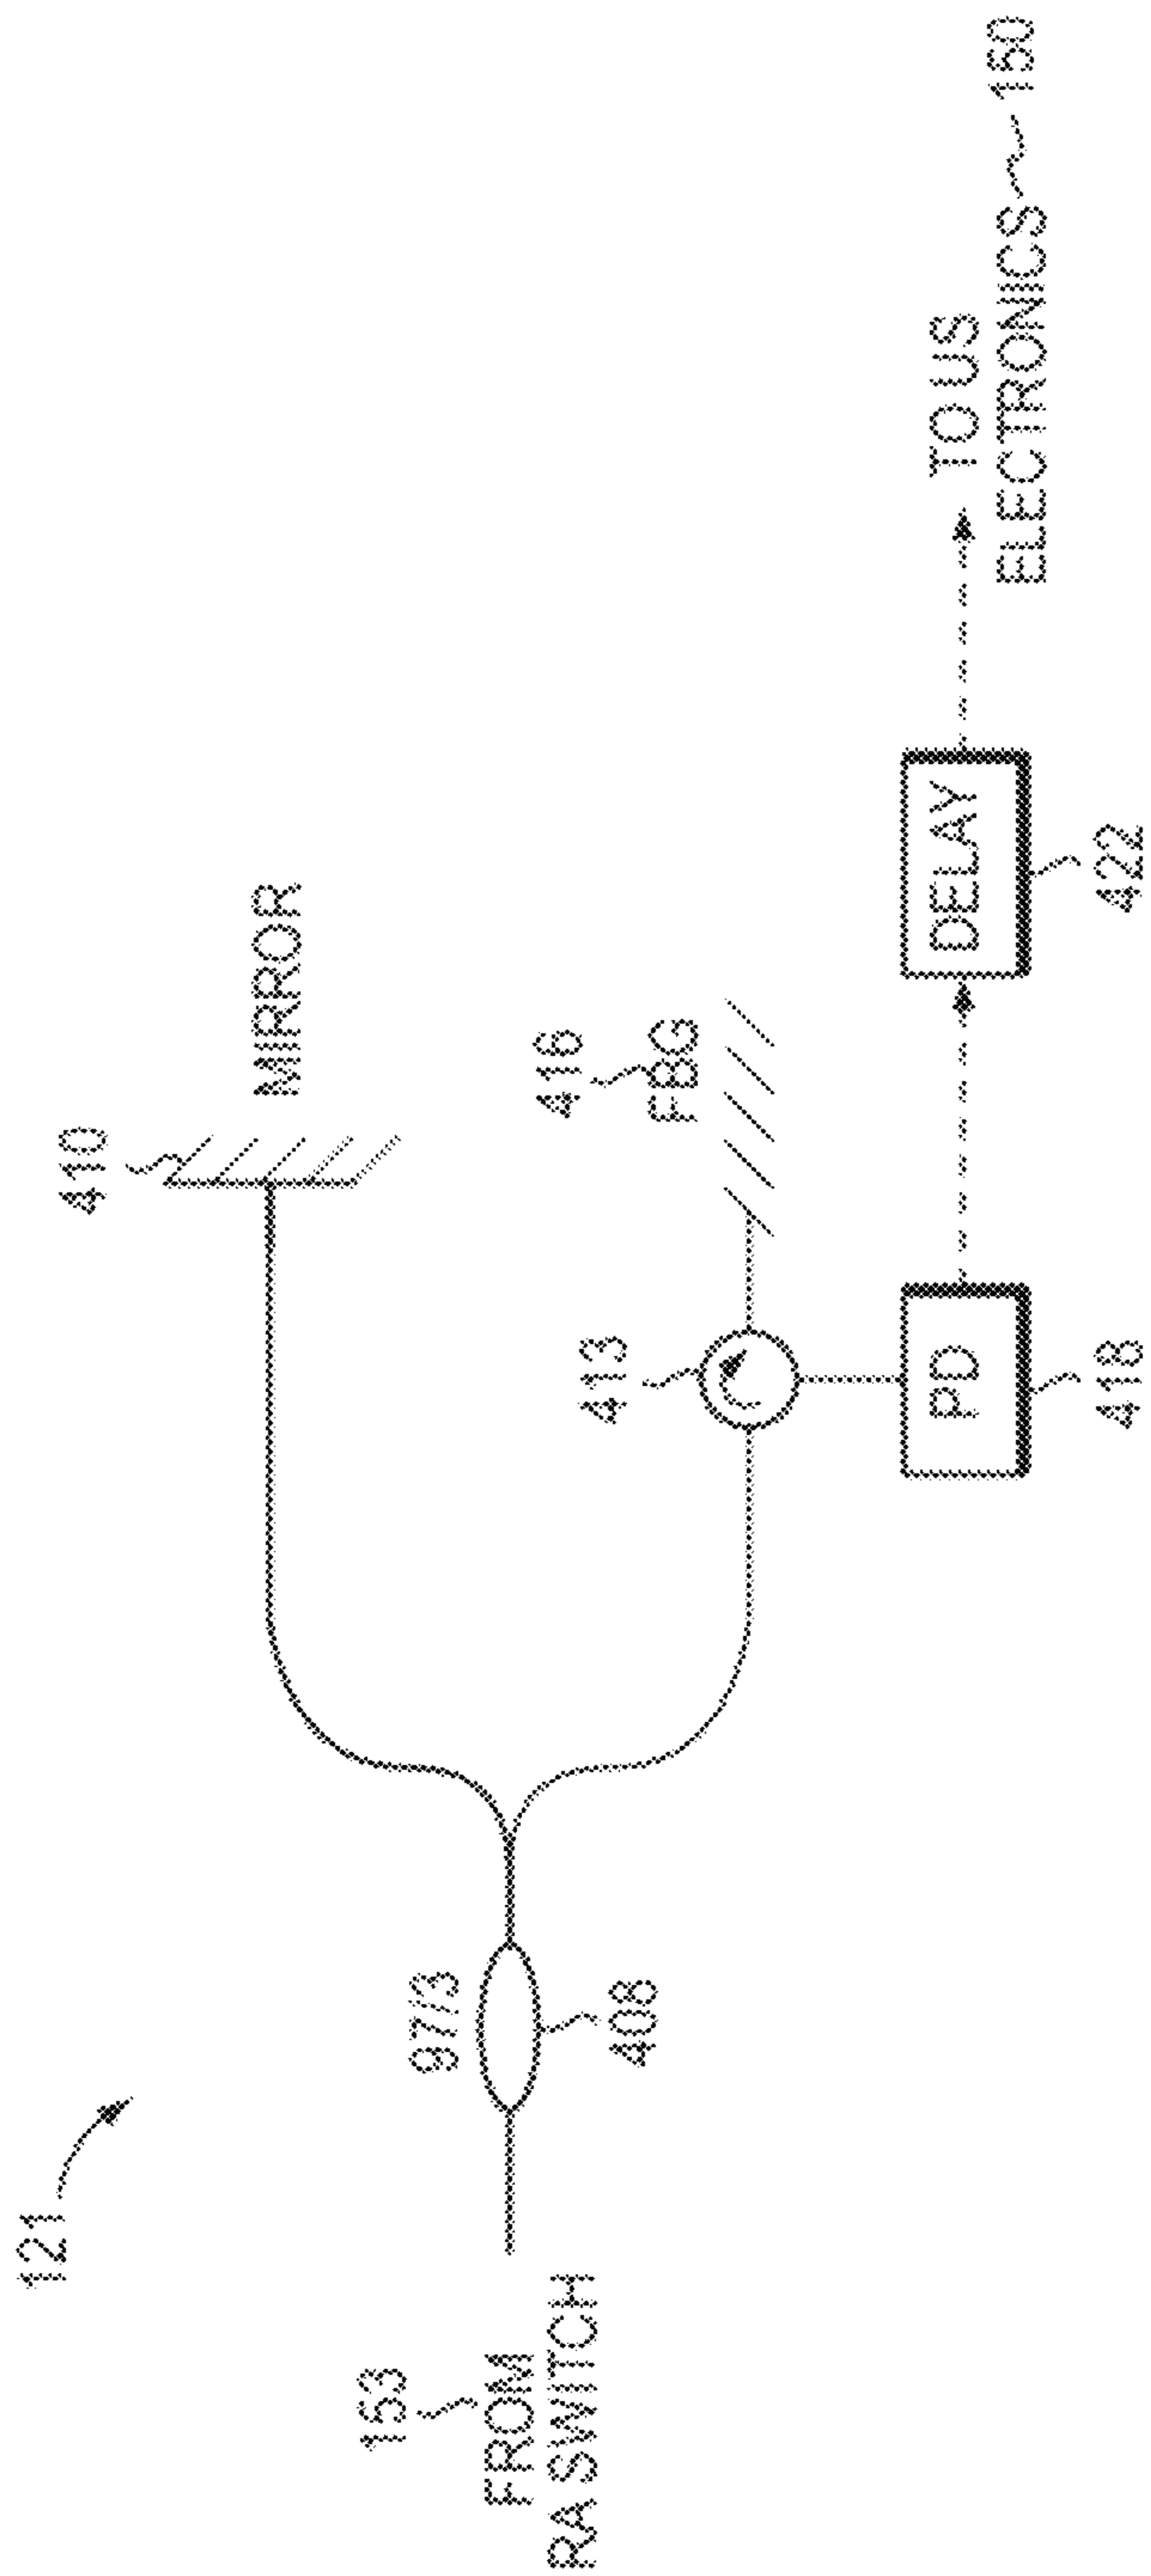 121
153
FROM
RA SWITCH
97/3
408
410
MIRROR
413
416
FBG
PD
418
DELAY
422
TO US
ELECTRONICS
150